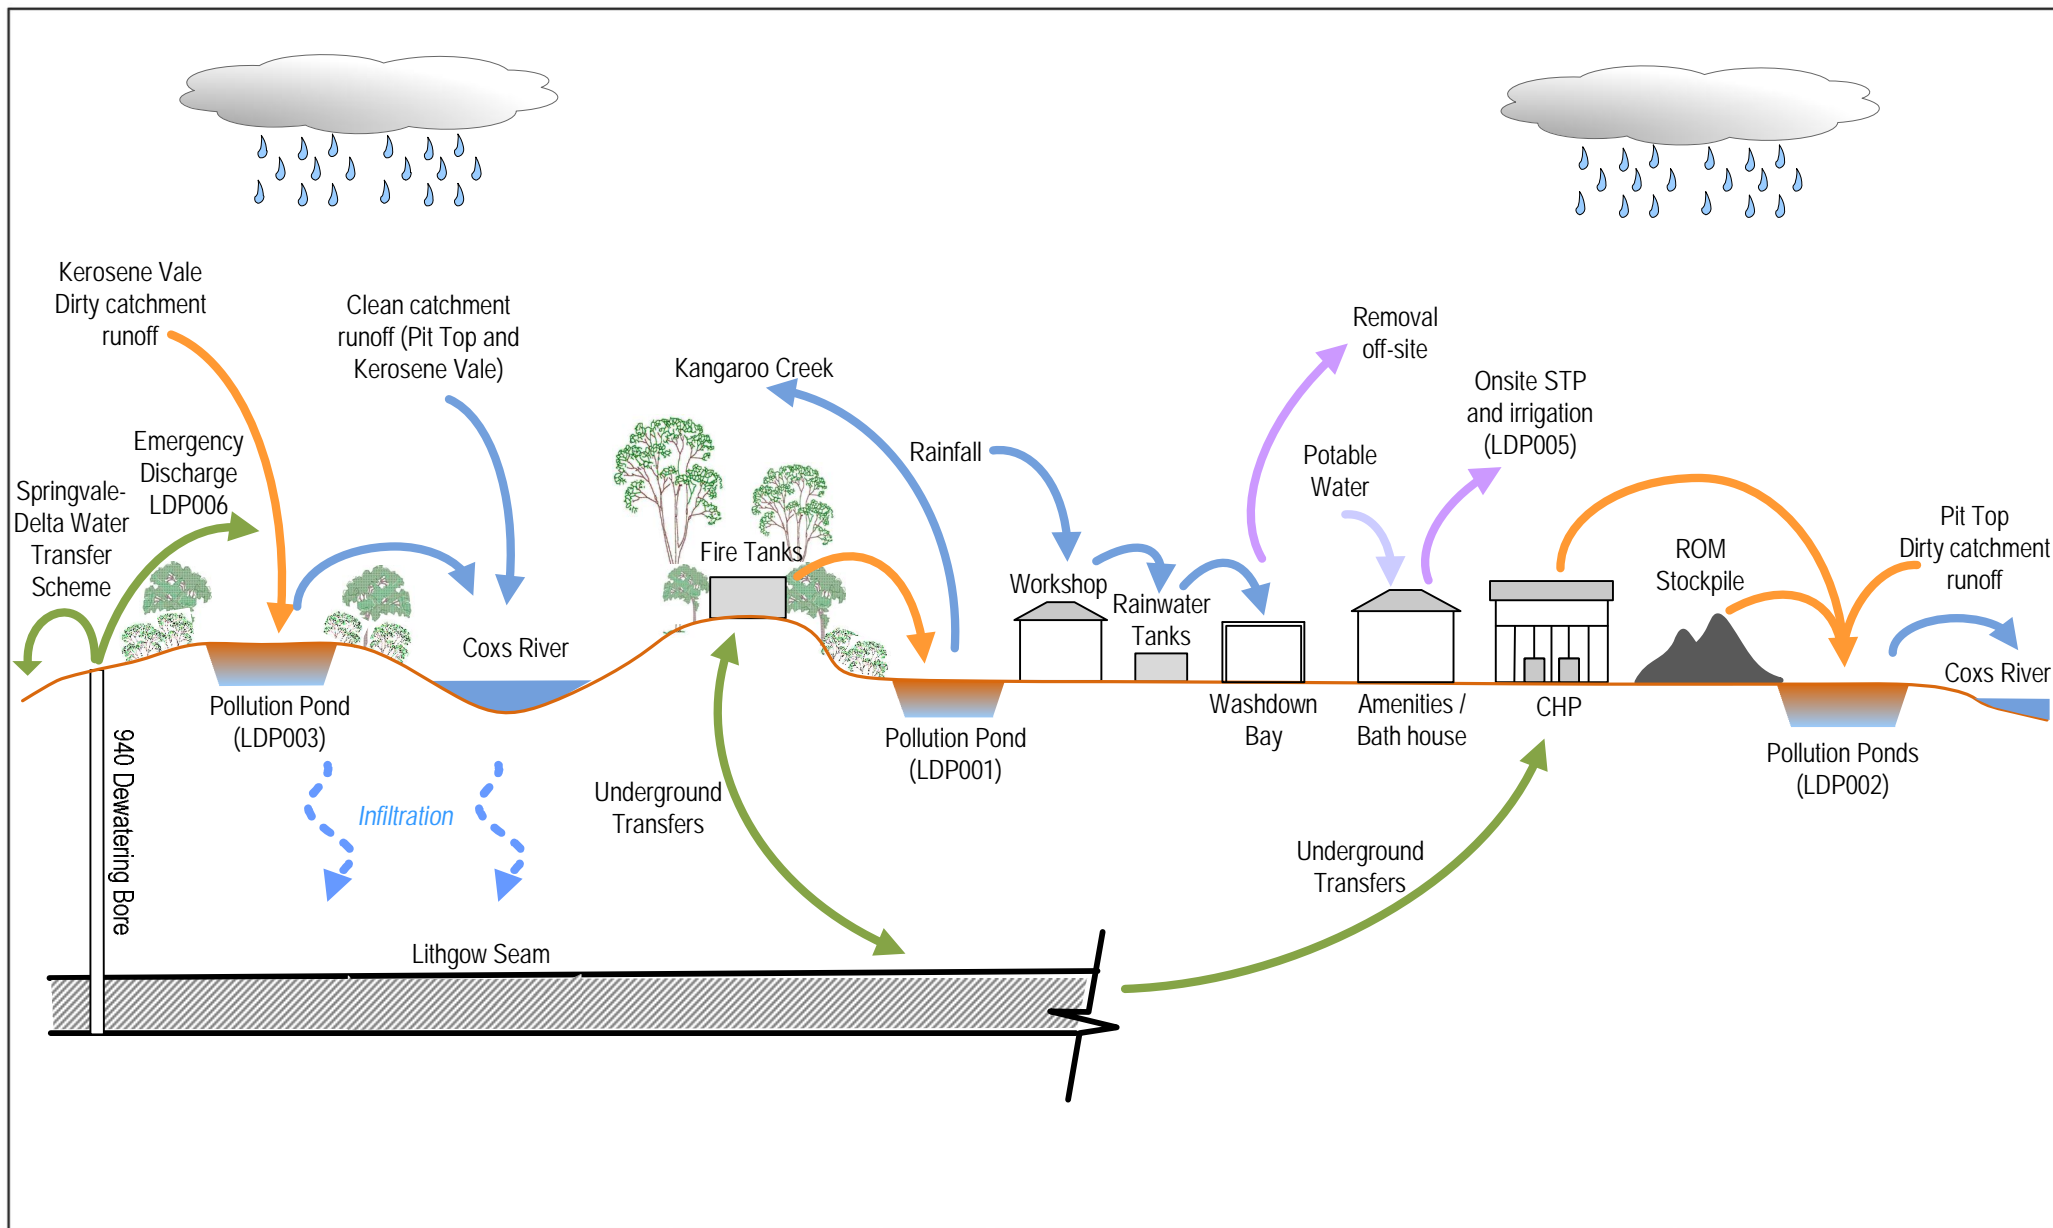 Kerosene Vale
Dirty catchment
runoff
Clean catchment
runoff (Pit Top and
Kerosene Vale)
Emergency
Discharge
LDP006
Springvale-
Delta Water
Transfer
Scheme
Kangaroo Creek
Rainfall
Removal
off-site
Onsite STP
and irrigation
(LDP005)
Potable
Water
Pit Top
Dirty catchment
runoff
ROM
Stockpile
Fire Tanks
Workshop
Rainwater
Tanks
Coxs River
Coxs River
Pollution Pond
(LDP003)
Pollution Pond
(LDP001)
Washdown
Bay
Amenities /
Bath house
CHP
Pollution Ponds
(LDP002)
940 Dewatering Bore
Infiltration
Underground
Transfers
Underground
Transfers
Lithgow Seam